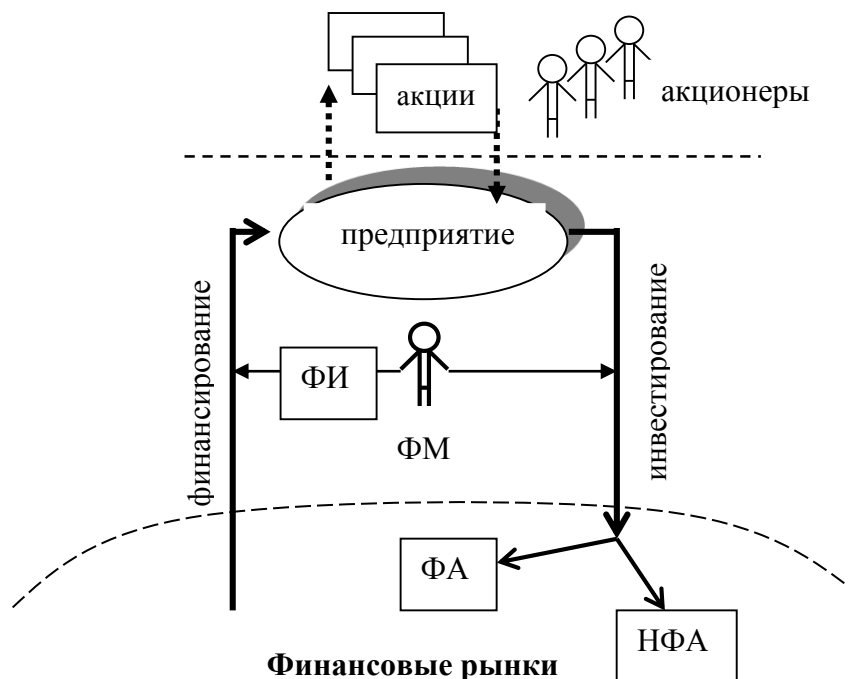 акции
акционеры
предприятие
финансирование
инвестирование
ФИ
ФМ
ФА
НФА
Финансовые рынки